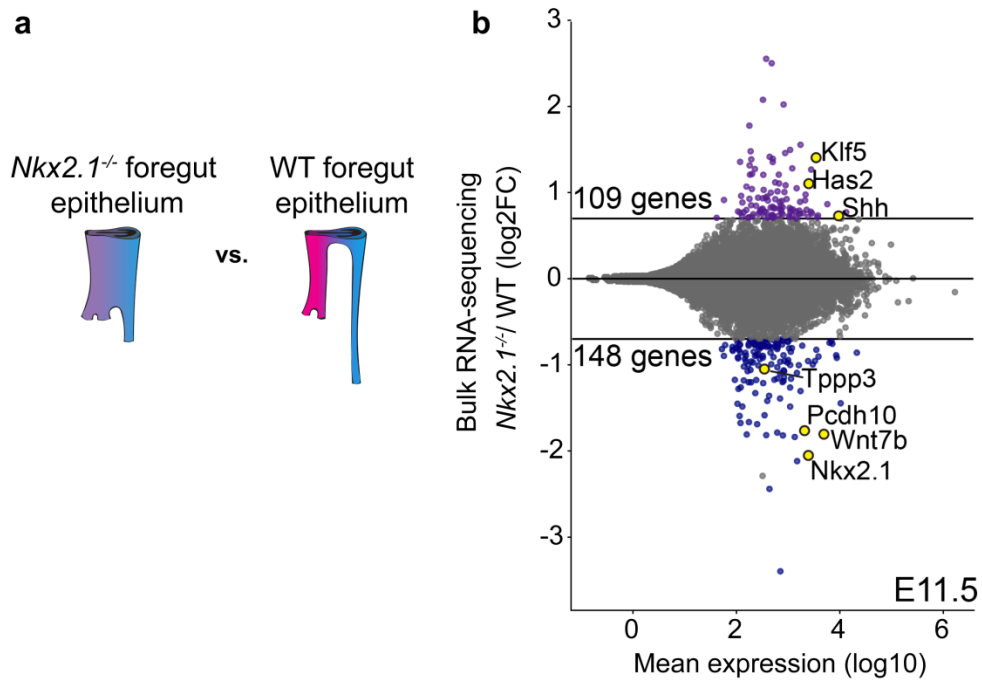 a
Nkx2.1-/- foregut
epithelium
vs.
WT foregut
epithelium
b
Bulk RNA-sequencing
Nkx2.1-/-/ WT (log2FC)
3
2
1
0
-1
-2
-3
Klf5
Has2
Shh
109 genes
148 genes
Tppp3
Pcdh10
Wnt7b
Nkx2.1
E11.5
0
2
4
6
Mean expression (log10)